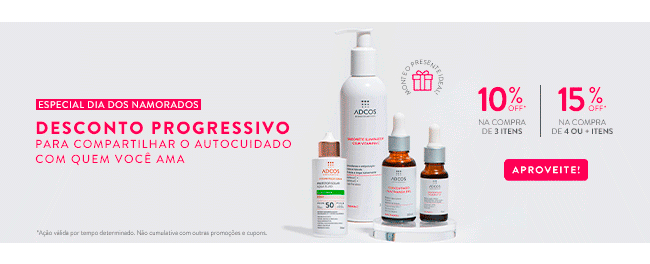 ESPECIAL DIA DOS NAMORADOS
DESCONTO PROGRESSIVO
PARA COMPARTILHAR O AUTOCUIDADO
COM QUEM VOCÊ AMA
*Ação válida por tempo determinado. Não cumulativa com outras promoções e cupons.
ADCOS
50
ADCOS
ADCOS
ADCOS
MONTE O PRESENTE IDEAL!
10% OFF*
NA COMPRA
DE 3 ITENS
15% OFF*
NA COMPRA
DE 4 OU + ITENS
APROVEITE!